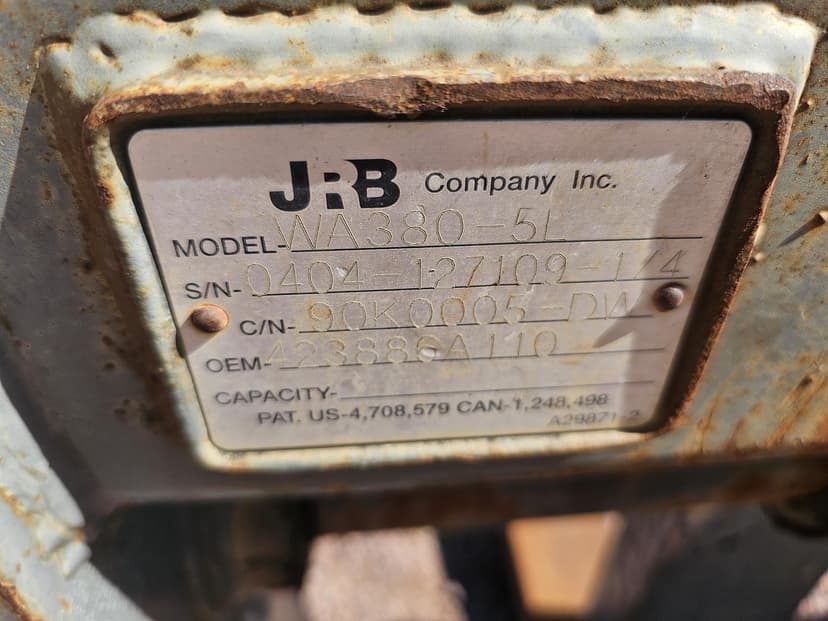 JRB Company Inc.
MODEL-WA380-5L
S/N-0404-127109-1/4
C/N-90K0005-DW
OEM-423886A110
CAPACITY-
PAT. US-4,708,579 CAN-1,248,498
A29871-2